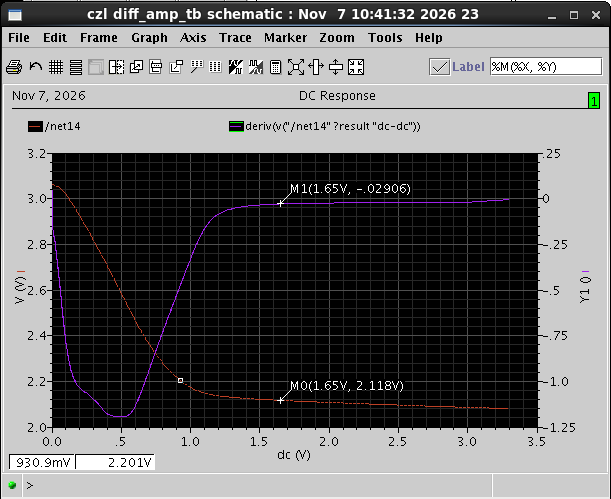 czl diff_amp_tb schematic : Nov 7 10:41:32 2026 23
File Edit Frame Graph Axis Trace Marker Zoom Tools Help
Label %M(%X, %Y)
Nov 7, 2026 DC Response 1
/net14 deriv(v("/net14" ?result "dc-dc"))
3.2
3.0
2.8
2.6
2.4
2.2
2.0
V (V)
M1(1.65V, -.02906)
M0(1.65V, 2.118V)
.25
0
-.25
-.5
-.75
-1.0
-1.25
Y1 ()
0.0 .5 1.0 1.5 2.0 2.5 3.0 3.5
dc (V)
930.9mV 2.201V
>